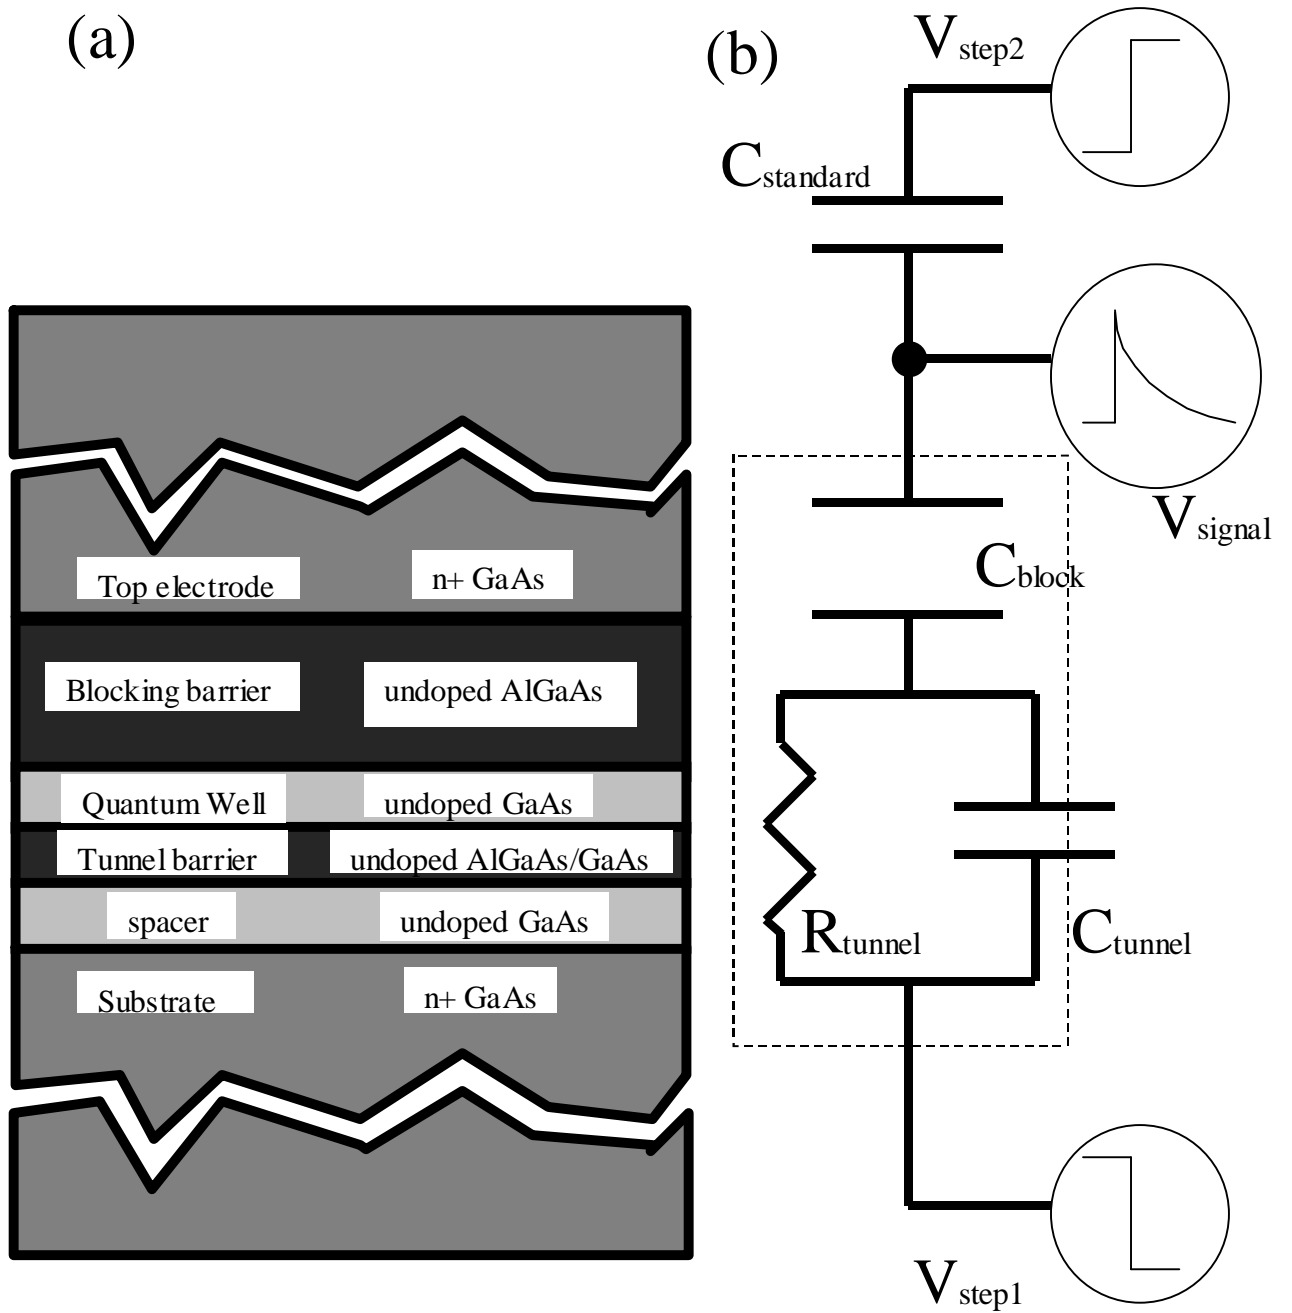 (a)
Top electrode n+ GaAs
Blocking barrier undoped AlGaAs
Quantum Well undoped GaAs
Tunnel barrier undoped AlGaAs/GaAs
spacer undoped GaAs
Substrate n+ GaAs
(b)
Vstep2
Cstandard
Vsignal
Cblock
Rtunnel
Ctunnel
Vstep1